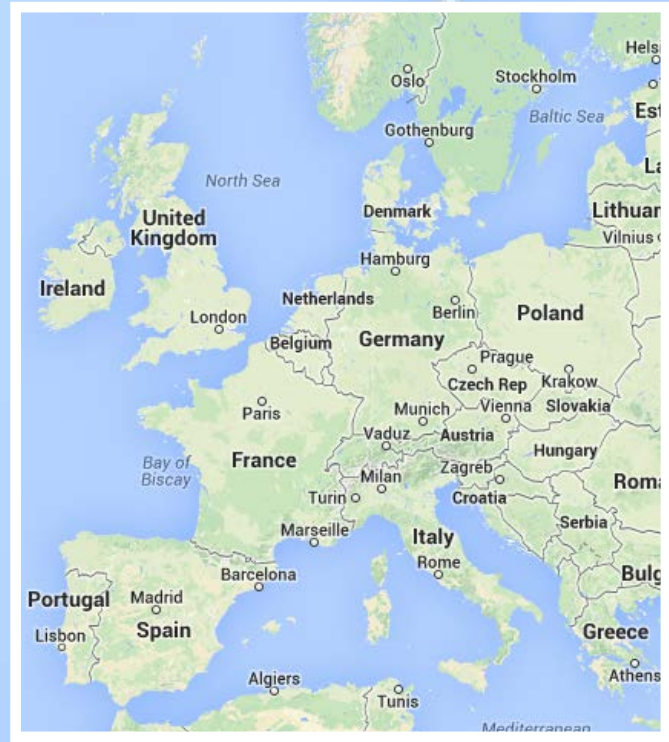 Hels
Oslo
Stockholm
Baltic Sea
Est
Gothenburg
La
North Sea
Denmark
Lithuan
United
Kingdom
Vilnius
Hamburg
Ireland
Netherlands
Berlin
Poland
London
Belgium
Germany
Prague
Czech Rep
Krakow
Paris
Munich
Vienna
Slovakia
Vaduz
Austria
Bay of
Biscay
France
Hungary
Milan
Zagreb
Roma
Turin
Croatia
Serbia
Marseille
Italy
Rome
Barcelona
Bulg
Portugal
Madrid
Spain
Lisbon
Greece
Athens
Algiers
Tunis
Mediterranean